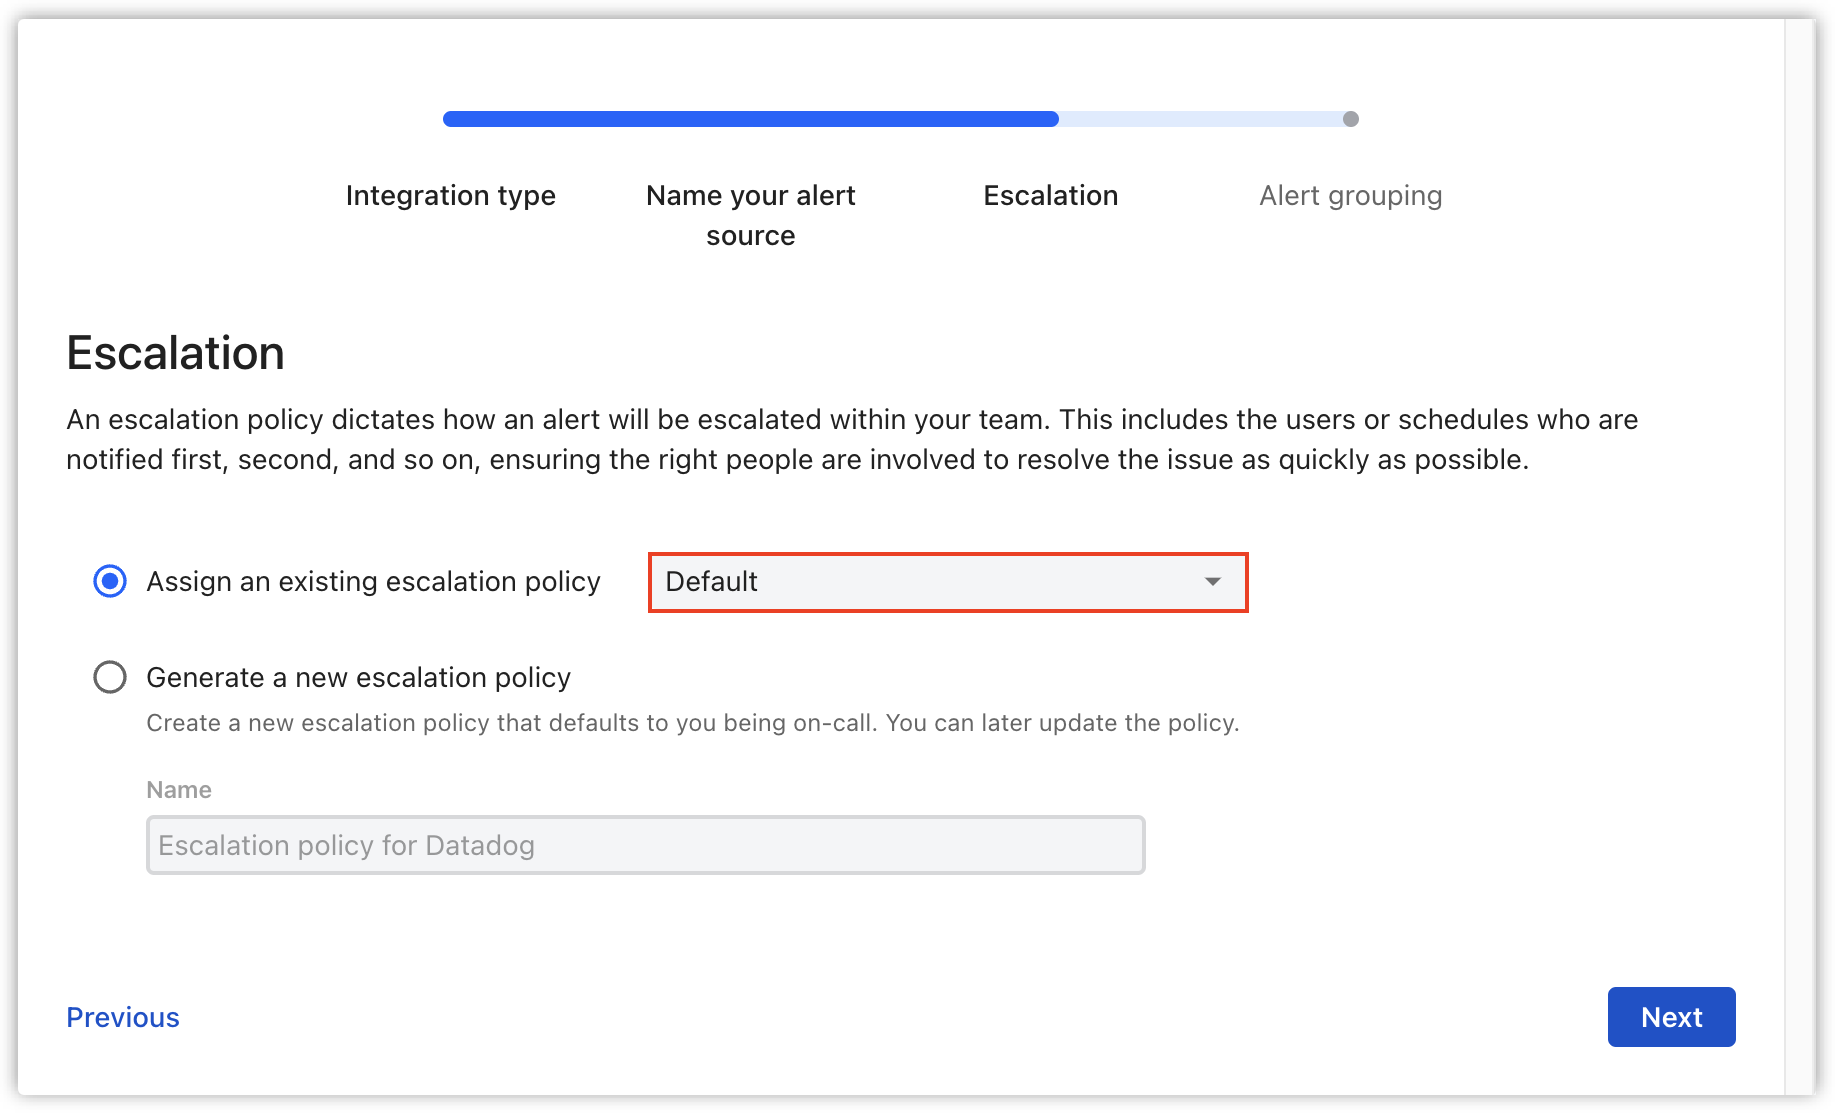 Integration type
Name your alert
source
Escalation
Alert grouping
Escalation
An escalation policy dictates how an alert will be escalated within your team. This includes the users or schedules who are
notified first, second, and so on, ensuring the right people are involved to resolve the issue as quickly as possible.
Assign an existing escalation policy
Default
Generate a new escalation policy
Create a new escalation policy that defaults to you being on-call. You can later update the policy.
Name
Escalation policy for Datadog
Previous
Next